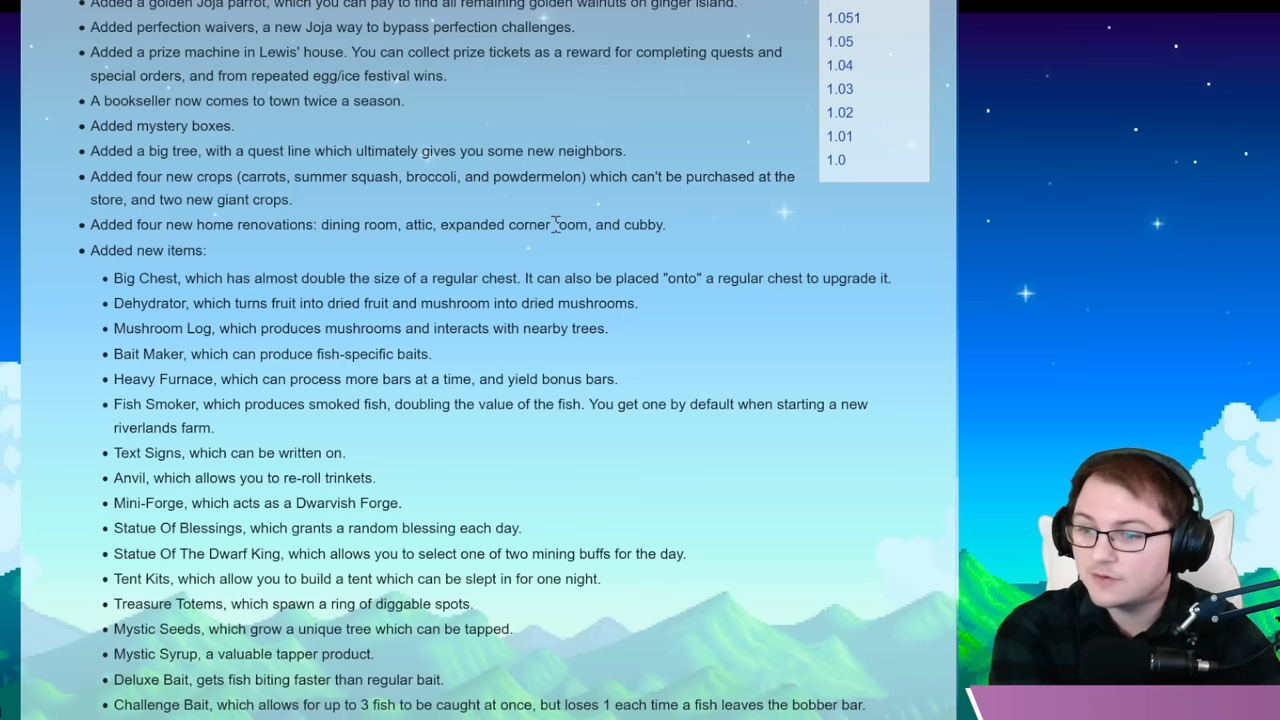 Added a golden Joja parrot, which you can pay to find all remaining golden walnuts on ginger island.
Added perfection waivers, a new Joja way to bypass perfection challenges.
Added a prize machine in Lewis' house. You can collect prize tickets as a reward for completing quests and
special orders, and from repeated egg/ice festival wins.
A bookseller now comes to town twice a season.
Added mystery boxes.
Added a big tree, with a quest line which ultimately gives you some new neighbors.
Added four new crops (carrots, summer squash, broccoli, and powdermelon) which can't be purchased at the
store, and two new giant crops.
Added four new home renovations: dining room, attic, expanded corner room, and cubby.
Added new items:
Big Chest, which has almost double the size of a regular chest. It can also be placed "onto" a regular chest to upgrade it.
Dehydrator, which turns fruit into dried fruit and mushroom into dried mushrooms.
Mushroom Log, which produces mushrooms and interacts with nearby trees.
Bait Maker, which can produce fish-specific baits.
Heavy Furnace, which can process more bars at a time, and yield bonus bars.
Fish Smoker, which produces smoked fish, doubling the value of the fish. You get one by default when starting a new
riverlands farm.
Text Signs, which can be written on.
Anvil, which allows you to re-roll trinkets.
Mini-Forge, which acts as a Dwarvish Forge.
Statue Of Blessings, which grants a random blessing each day.
Statue Of The Dwarf King, which allows you to select one of two mining buffs for the day.
Tent Kits, which allow you to build a tent which can be slept in for one night.
Treasure Totems, which spawn a ring of diggable spots.
Mystic Seeds, which grow a unique tree which can be tapped.
Mystic Syrup, a valuable tapper product.
Deluxe Bait, gets fish biting faster than regular bait.
Challenge Bait, which allows for up to 3 fish to be caught at once, but loses 1 each time a fish leaves the bobber bar.
1.051
1.05
1.04
1.03
1.02
1.01
1.0